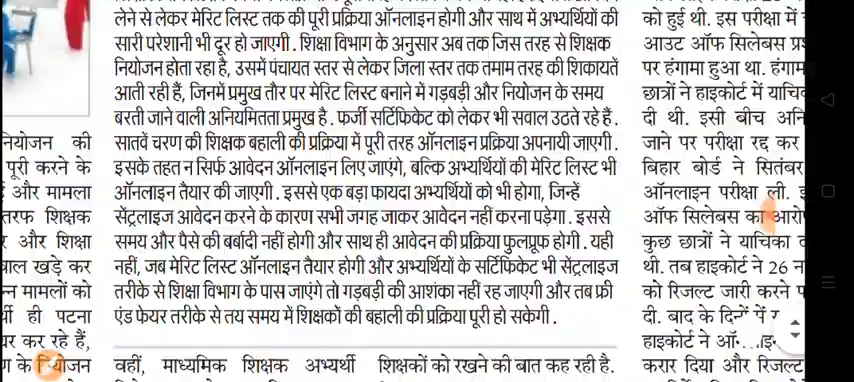 लेने से लेकर मेरिट लिस्ट तक की पूरी प्रक्रिया ऑनलाइन होगी और साथ में अभ्यर्थियों की
सारी परेशानी भी दूर हो जाएगी. शिक्षा विभाग के अनुसार अब तक जिस तरह से शिक्षक
नियोजन होता रहा है, उसमें पंचायत स्तर से लेकर जिला स्तर तक तमाम तरह की शिकायतें
आती रही हैं, जिनमें प्रमुख तौर पर मेरिट लिस्ट बनाने में गड़बड़ी और नियोजन के समय
बरती जाने वाली अनियमितता प्रमुख है. फर्जी सर्टिफिकेट को लेकर भी सवाल उठते रहे हैं.
सातवें चरण की शिक्षक बहाली की प्रक्रिया में पूरी तरह ऑनलाइन प्रक्रिया अपनायी जाएगी.
इसके तहत न सिर्फ आवेदन ऑनलाइन लिए जाएंगे, बल्कि अभ्यर्थियों की मेरिट लिस्ट भी
ऑनलाइन तैयार की जाएगी. इससे एक बड़ा फायदा अभ्यर्थियों को भी होगा, जिन्हें
सेंट्रलाइज आवेदन करने के कारण सभी जगह जाकर आवेदन नहीं करना पड़ेगा. इससे
समय और पैसे की बर्बादी नहीं होगी और साथ ही आवेदन की प्रक्रिया फुलप्रूफ होगी. यही
नहीं, जब मेरिट लिस्ट ऑनलाइन तैयार होगी और अभ्यर्थियों के सर्टिफिकेट भी सेंट्रलाइज
तरीके से शिक्षा विभाग के पास जाएंगे तो गड़बड़ी की आशंका नहीं रह जाएगी और तब फ्री
एंड फेयर तरीके से तय समय में शिक्षकों की बहाली की प्रक्रिया पूरी हो सकेगी.
नियोजन की
पूरी करने के
और मामला
तरफ शिक्षक
और शिक्षा
खड़े कर
मामलों को
ही पटना
कर रहे हैं,
के
वहीं, माध्यमिक शिक्षक अभ्यर्थी
शिक्षकों को रखने की बात कह रही है.
को हुई थी. इस परीक्षा में
आउट ऑफ सिलेबस
पर हंगामा हुआ था.
छात्रों ने हाइकोर्ट में
दी थी. इसी बीच
जाने पर परीक्षा रद्द कर
बिहार बोर्ड ने सितंबर
ऑनलाइन परीक्षा ली.
ऑफ सिलेबस का
कुछ छात्रों ने याचिका
थी. तब हाइकोर्ट ने 26
को रिजल्ट जारी करने
दी. बाद के दिनों में
हाइकोर्ट ने
करार दिया और रिजल्ट